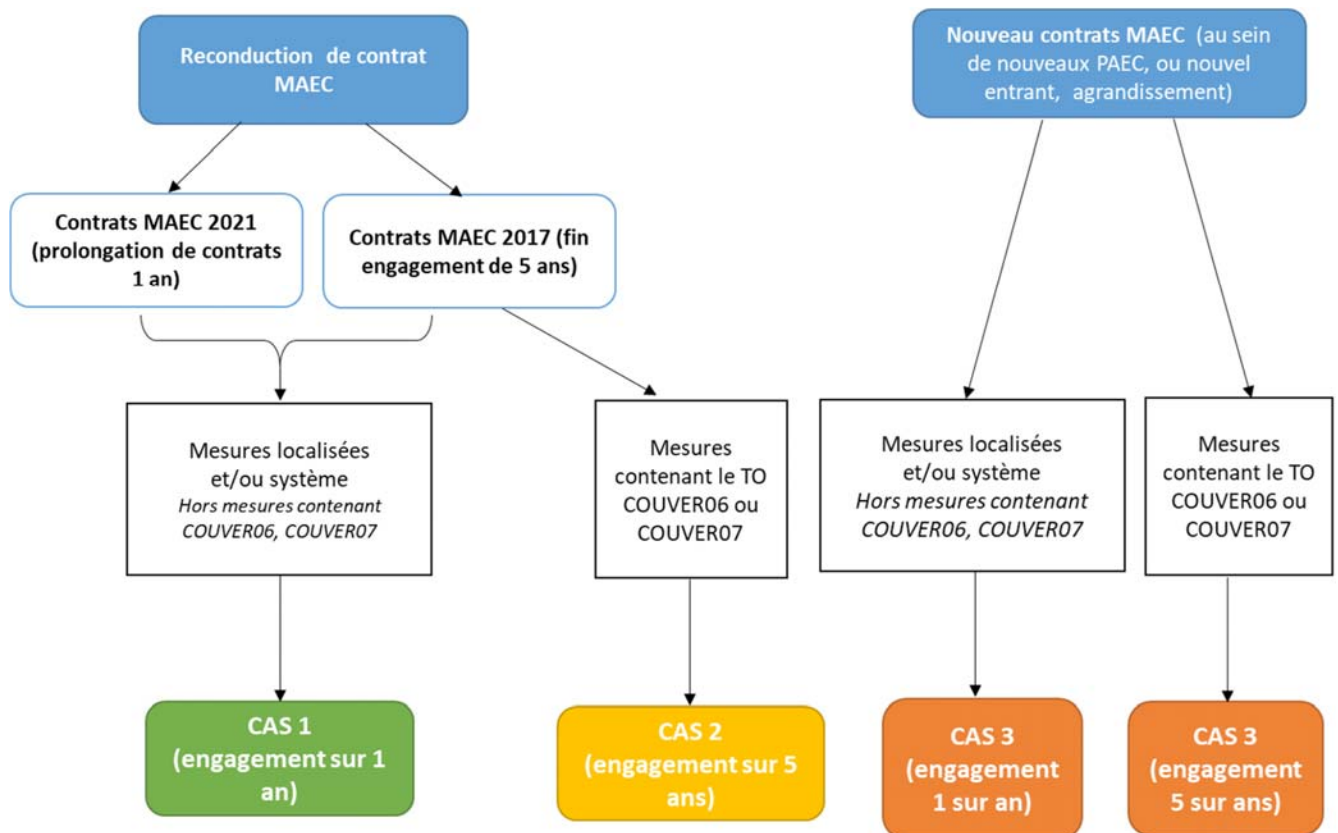 Reconduction de contrat
MAEC
Nouveau contrats MAEC (au sein
de nouveaux PAEC, ou nouvel
entrant, agrandissement)
Contrats MAEC 2021
(prolongation de contrats
1 an)
Contrats MAEC 2017 (fin
engagement de 5 ans)
Mesures localisées
et/ou système
Hors mesures contenant
COUVER06, COUVER07
Mesures
contenant le TO
COUVER06 ou
COUVER07
Mesures localisées
et/ou système
Hors mesures contenant
COUVER06, COUVER07
Mesures
contenant le TO
COUVER06 ou
COUVER07
CAS 1
(engagement sur 1
an)
CAS 2
(engagement sur 5
ans)
CAS 3
(engagement
1 sur an)
CAS 3
(engagement
5 sur ans)